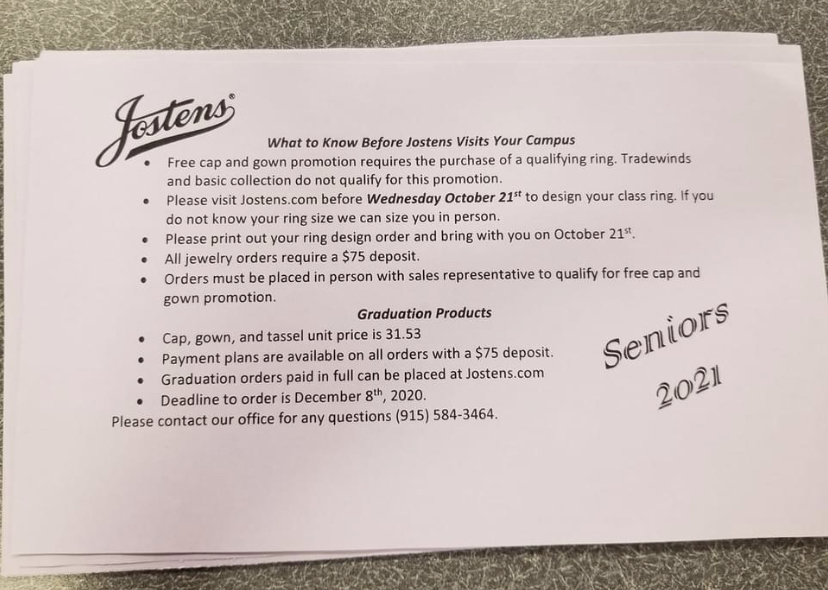 Jostens®
What to Know Before Jostens Visits Your Campus
• Free cap and gown promotion requires the purchase of a qualifying ring. Tradewinds
and basic collection do not qualify for this promotion.
• Please visit Jostens.com before Wednesday October 21st to design your class ring. If you
do not know your ring size we can size you in person.
• Please print out your ring design order and bring with you on October 21st.
• All jewelry orders require a $75 deposit.
• Orders must be placed in person with sales representative to qualify for free cap and
gown promotion.
Graduation Products
• Cap, gown, and tassel unit price is 31.53
• Payment plans are available on all orders with a $75 deposit.
• Graduation orders paid in full can be placed at Jostens.com
• Deadline to order is December 8th, 2020.
Please contact our office for any questions (915) 584-3464.
Seniors
2021